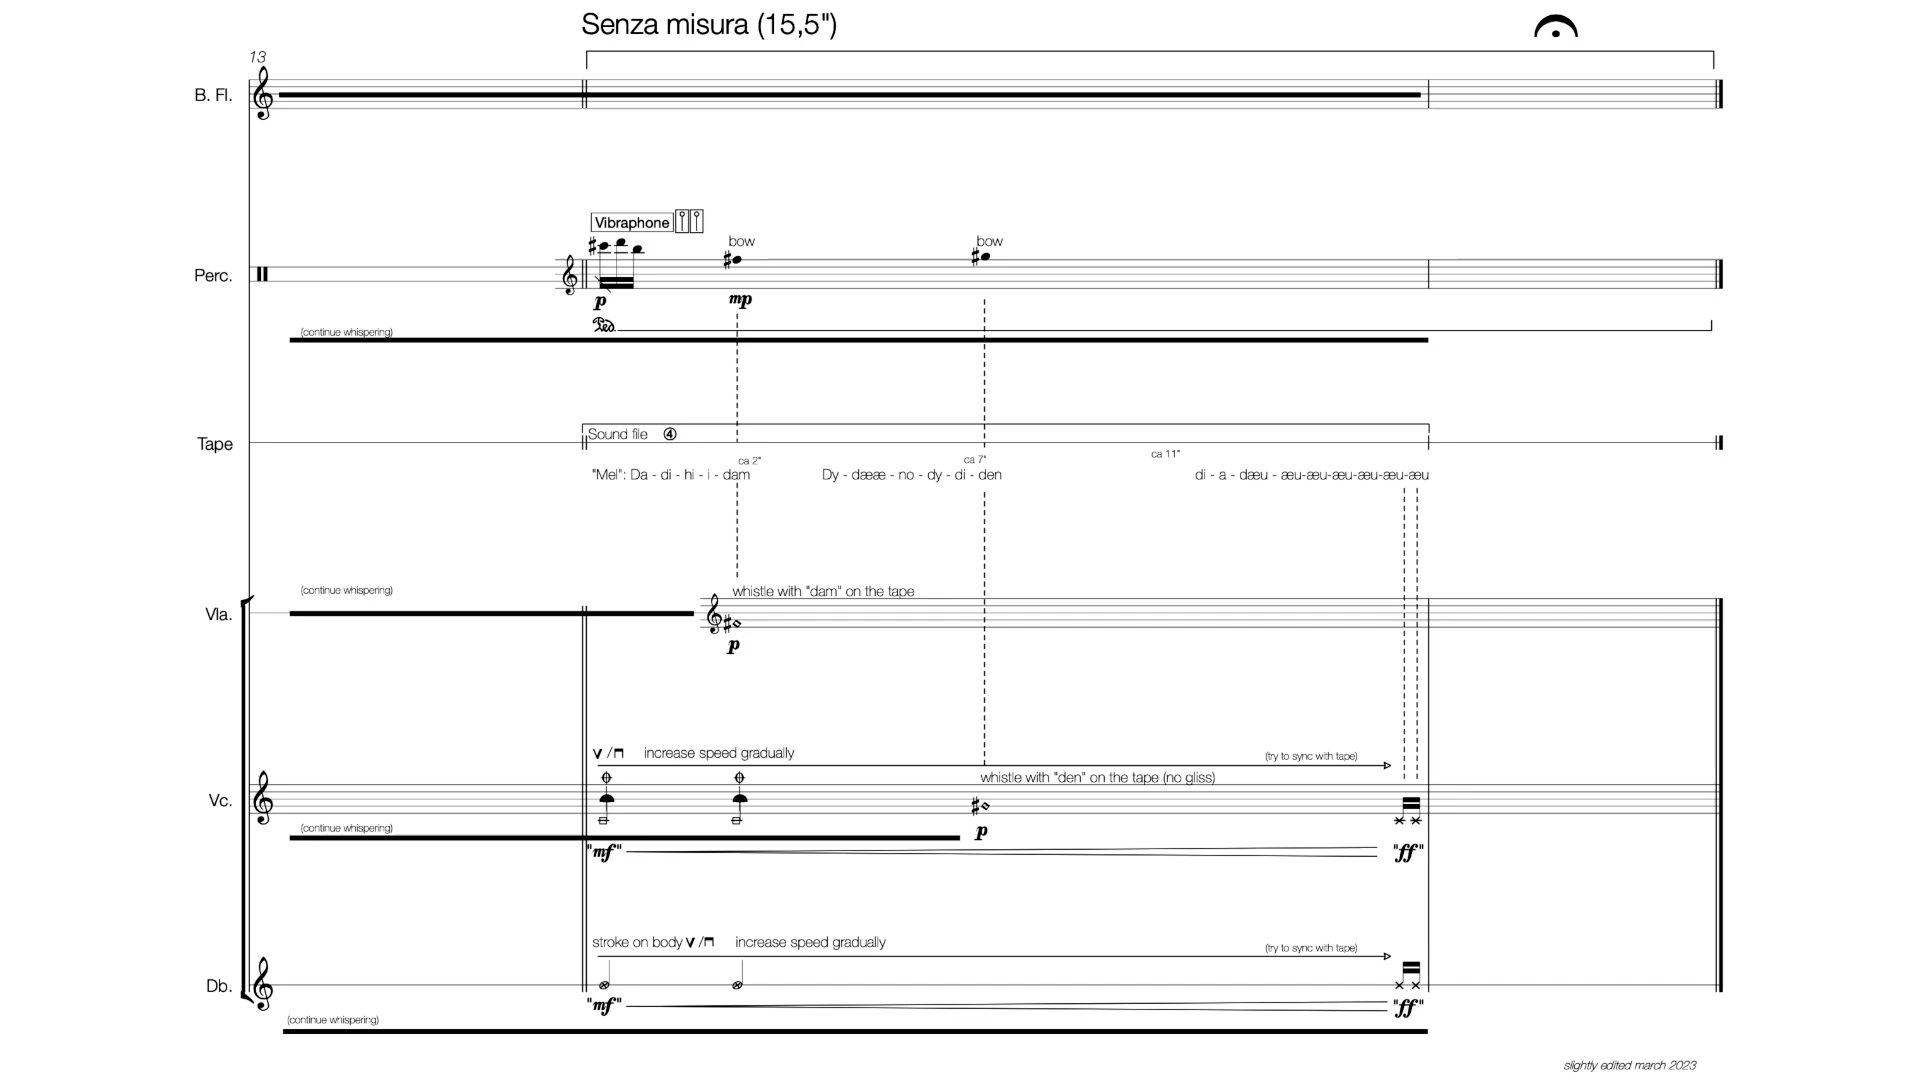 Senza misura (15,5")
13
B. Fl.
Vibraphone
bow
bow
Perc.
p
mp
Ped.
(continue whispering)
Sound file 4
Tape
ca 2"
ca 7"
ca 11"
"Mel": Da - di - hi - i - dam
Dy - dææ - no - dy - di - den
di - a - dæu - æu-æu-æu-æu-æu-æu
(continue whispering)
whistle with "dam" on the tape
Vla.
p
increase speed gradually
(try to sync with tape)
whistle with "den" on the tape (no gliss)
Vc.
(continue whispering)
p
"mf"
"ff"
stroke on body
increase speed gradually
(try to sync with tape)
Db.
"mf"
"ff"
(continue whispering)
slightly edited march 2023